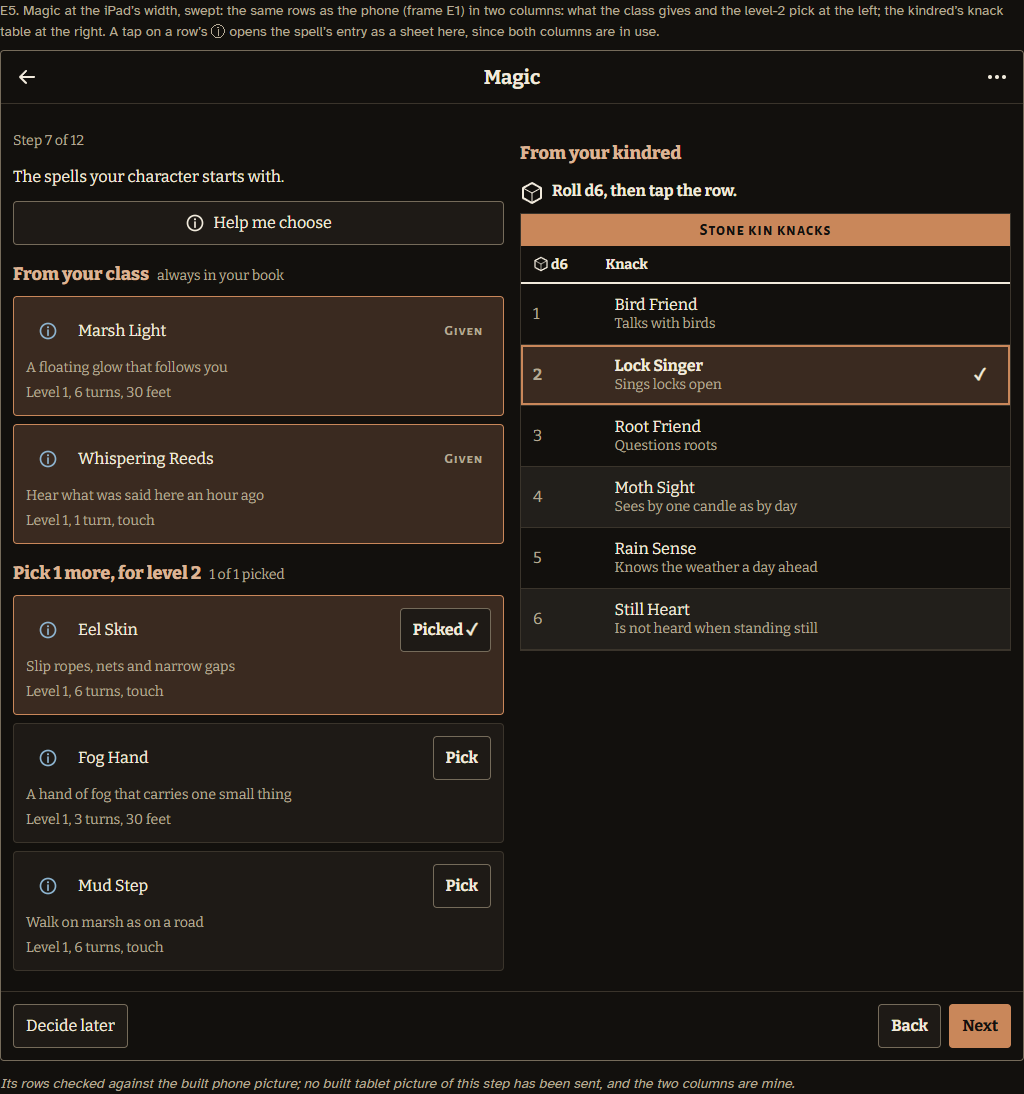 E5. Magic at the iPad's width, swept: the same rows as the phone (frame E1) in two columns: what the class gives and the level-2 pick at the left; the kindred's knack
table at the right. A tap on a row's ⓘ opens the spell's entry as a sheet here, since both columns are in use.
Magic
Step 7 of 12
The spells your character starts with.
Help me choose
From your class always in your book
Marsh Light GIVEN
A floating glow that follows you
Level 1, 6 turns, 30 feet
Whispering Reeds GIVEN
Hear what was said here an hour ago
Level 1, 1 turn, touch
Pick 1 more, for level 2 1 of 1 picked
Eel Skin Picked ✓
Slip ropes, nets and narrow gaps
Level 1, 6 turns, touch
Fog Hand Pick
A hand of fog that carries one small thing
Level 1, 3 turns, 30 feet
Mud Step Pick
Walk on marsh as on a road
Level 1, 6 turns, touch
From your kindred
Roll d6, then tap the row.
STONE KIN KNACKS
d6 Knack
1 Bird Friend
Talks with birds
2 Lock Singer ✓
Sings locks open
3 Root Friend
Questions roots
4 Moth Sight
Sees by one candle as by day
5 Rain Sense
Knows the weather a day ahead
6 Still Heart
Is not heard when standing still
Decide later Back Next
Its rows checked against the built phone picture; no built tablet picture of this step has been sent, and the two columns are mine.